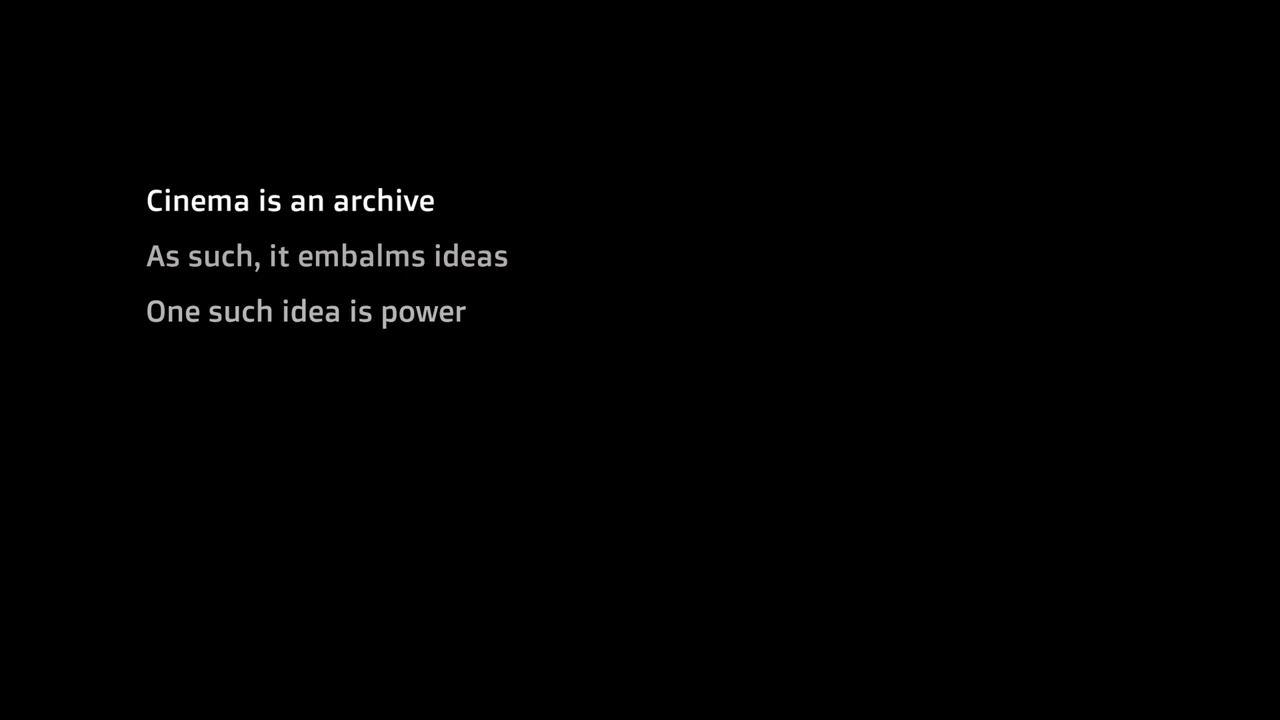 Cinema is an archive
As such, it embalms ideas
One such idea is power